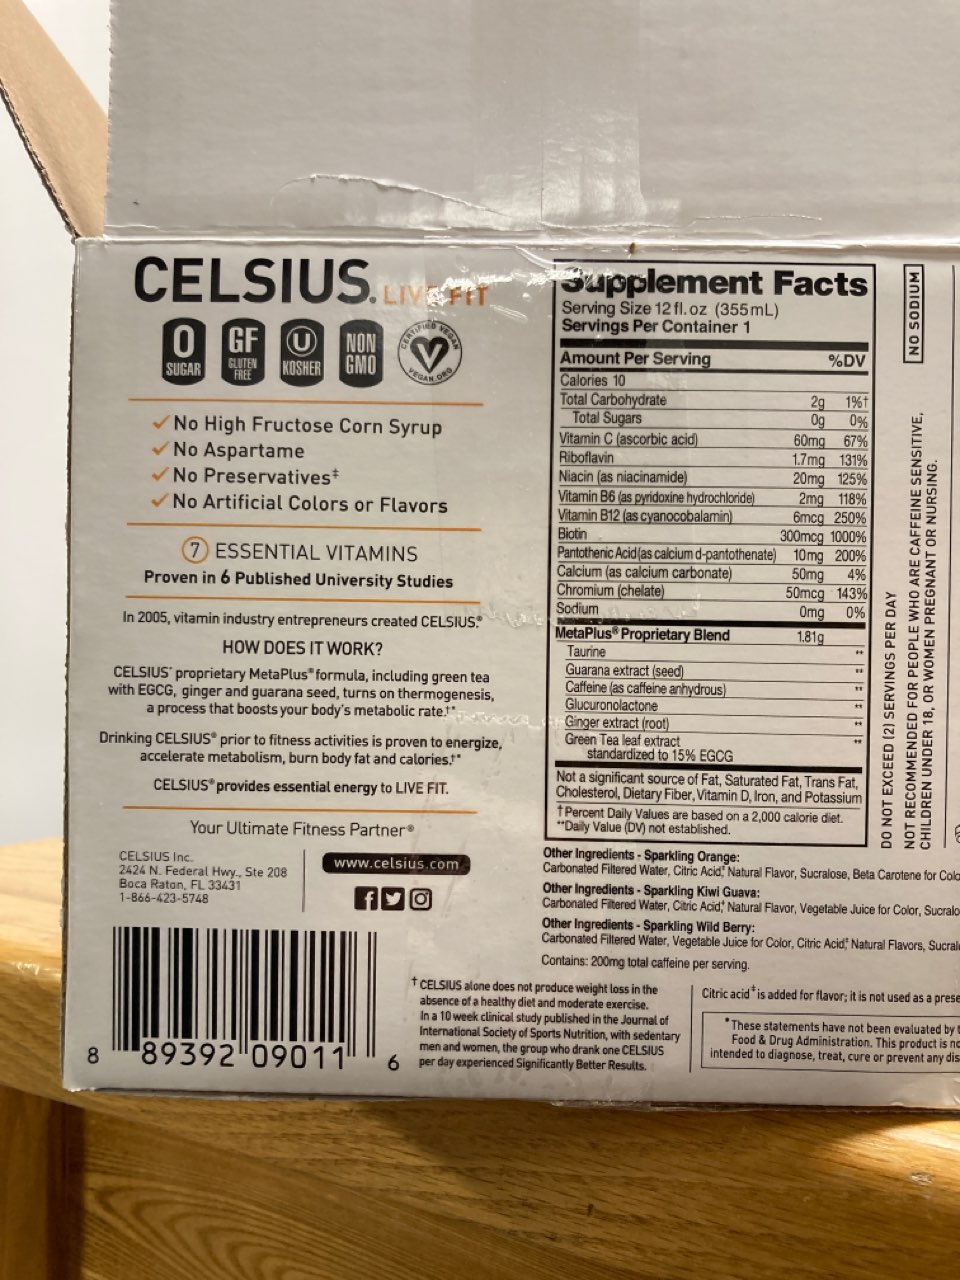 CELSIUS. LIVE FIT
0 SUGAR
GF GLUTEN FREE
U KOSHER
NON GMO
CERTIFIED VEGAN
V
VEGAN.ORG
✓No High Fructose Corn Syrup
✓No Aspartame
✓No Preservatives‡
✓No Artificial Colors or Flavors
7 ESSENTIAL VITAMINS
Proven in 6 Published University Studies
In 2005, vitamin industry entrepreneurs created CELSIUS.®
HOW DOES IT WORK?
CELSIUS® proprietary MetaPlus® formula, including green tea
with EGCG, ginger and guarana seed, turns on thermogenesis,
a process that boosts your body's metabolic rate.†*
Drinking CELSIUS® prior to fitness activities is proven to energize,
accelerate metabolism, burn body fat and calories.†*
CELSIUS® provides essential energy to LIVE FIT.
Your Ultimate Fitness Partner®
CELSIUS Inc.
2424 N. Federal Hwy., Ste 208
Boca Raton, FL 33431
1-866-423-5748
www.celsius.com
8 89392 09011 6
Supplement Facts
Serving Size 12 fl. oz (355mL)
Servings Per Container 1
Amount Per Serving %DV
Calories 10
Total Carbohydrate 2g 1%†
Total Sugars 0g 0%
Vitamin C (ascorbic acid) 60mg 67%
Riboflavin 1.7mg 131%
Niacin (as niacinamide) 20mg 125%
Vitamin B6 (as pyridoxine hydrochloride) 2mg 118%
Vitamin B12 (as cyanocobalamin) 6mcg 250%
Biotin 300mcg 1000%
Pantothenic Acid (as calcium d-pantothenate) 10mg 200%
Calcium (as calcium carbonate) 50mg 4%
Chromium (chelate) 50mcg 143%
Sodium 0mg 0%
MetaPlus® Proprietary Blend 1.81g
Taurine **
Guarana extract (seed) **
Caffeine (as caffeine anhydrous) **
Glucuronolactone **
Ginger extract (root) **
Green Tea leaf extract **
standardized to 15% EGCG
Not a significant source of Fat, Saturated Fat, Trans Fat,
Cholesterol, Dietary Fiber, Vitamin D, Iron, and Potassium
†Percent Daily Values are based on a 2,000 calorie diet.
**Daily Value (DV) not established.
Other Ingredients - Sparkling Orange:
Carbonated Filtered Water, Citric Acid‡, Natural Flavor, Sucralose, Beta Carotene for Colo
Other Ingredients - Sparkling Kiwi Guava:
Carbonated Filtered Water, Citric Acid‡, Natural Flavor, Vegetable Juice for Color, Sucralo
Other Ingredients - Sparkling Wild Berry:
Carbonated Filtered Water, Vegetable Juice for Color, Citric Acid‡, Natural Flavors, Sucral
Contains: 200mg total caffeine per serving.
† CELSIUS alone does not produce weight loss in the
absence of a healthy diet and moderate exercise.
In a 10 week clinical study published in the Journal of
International Society of Sports Nutrition, with sedentary
men and women, the group who drank one CELSIUS
per day experienced Significantly Better Results.
Citric acid‡ is added for flavor; it is not used as a prese
*These statements have not been evaluated by t
Food & Drug Administration. This product is no
intended to diagnose, treat, cure or prevent any dis
DO NOT EXCEED (2) SERVINGS PER DAY
NOT RECOMMENDED FOR PEOPLE WHO ARE CAFFEINE SENSITIVE,
CHILDREN UNDER 18, OR WOMEN PREGNANT OR NURSING.
NO SODIUM